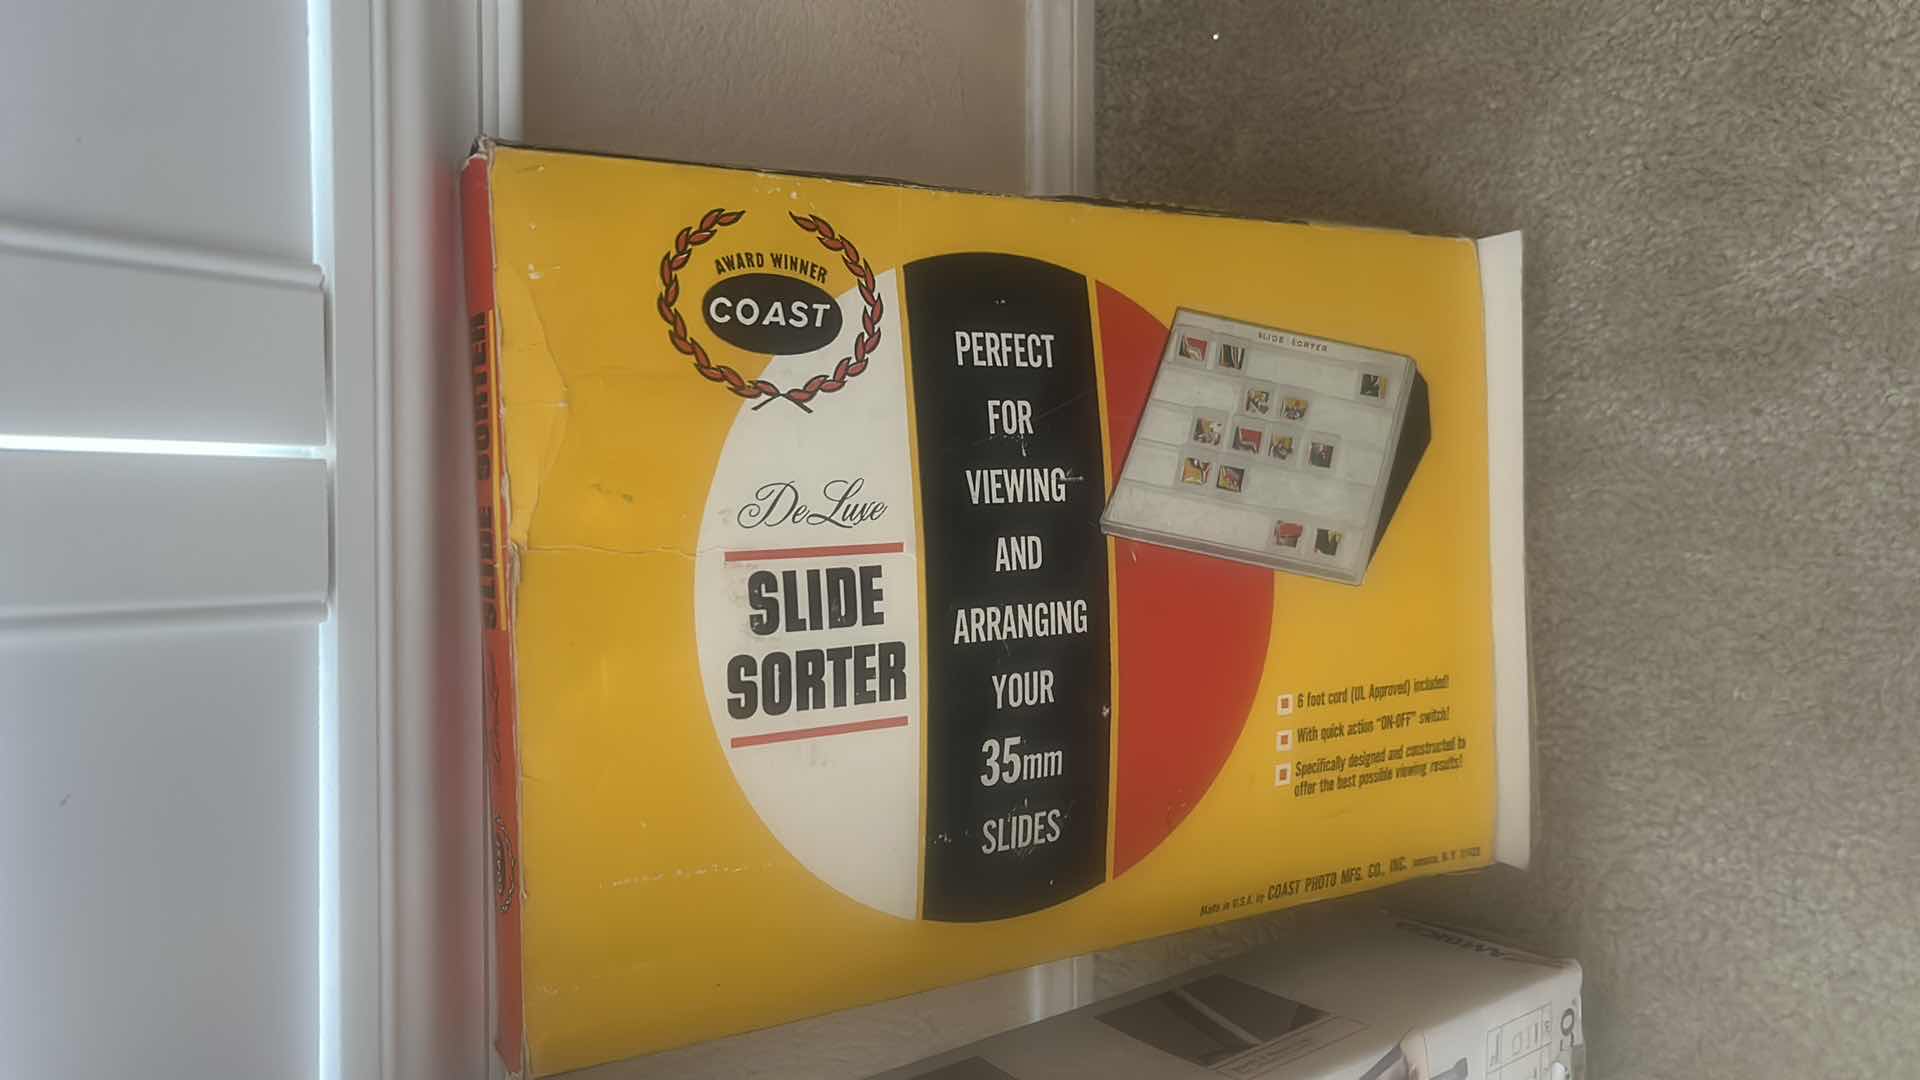 AWARD WINNER
COAST
De Luxe
SLIDE
SORTER
PERFECT
FOR
VIEWING
AND
ARRANGING
YOUR
35mm
SLIDES
SLIDE SORTER
6 foot cord (UL Approved) included!
With quick action "ON-OFF" switch!
Specifically designed and constructed to
offer the best possible viewing results!
Made in U.S.A. by COAST PHOTO MFG. CO., INC. Jamaica, N.Y.
SLIDE SORTER
COAST